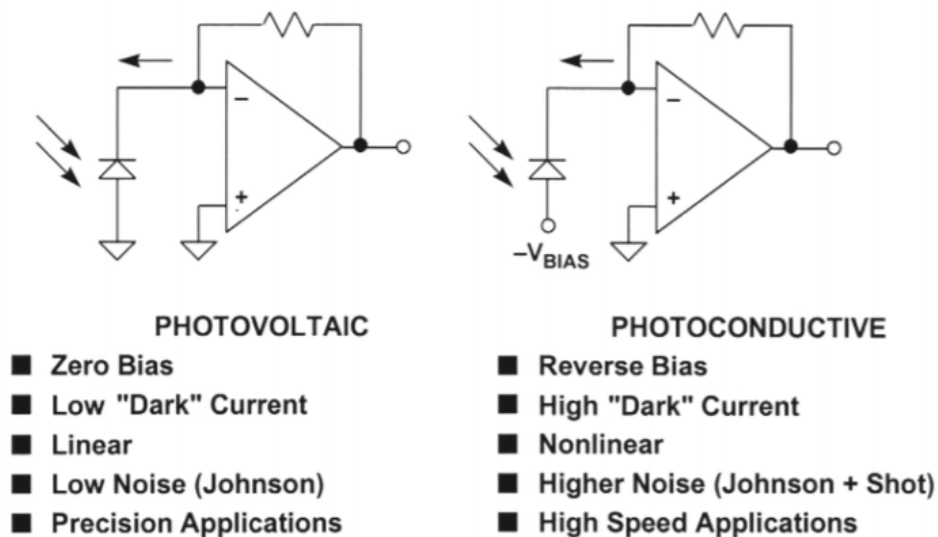 −
+
−
+
−VBIAS
PHOTOVOLTAIC
■ Zero Bias
■ Low "Dark" Current
■ Linear
■ Low Noise (Johnson)
■ Precision Applications
PHOTOCONDUCTIVE
■ Reverse Bias
■ High "Dark" Current
■ Nonlinear
■ Higher Noise (Johnson + Shot)
■ High Speed Applications